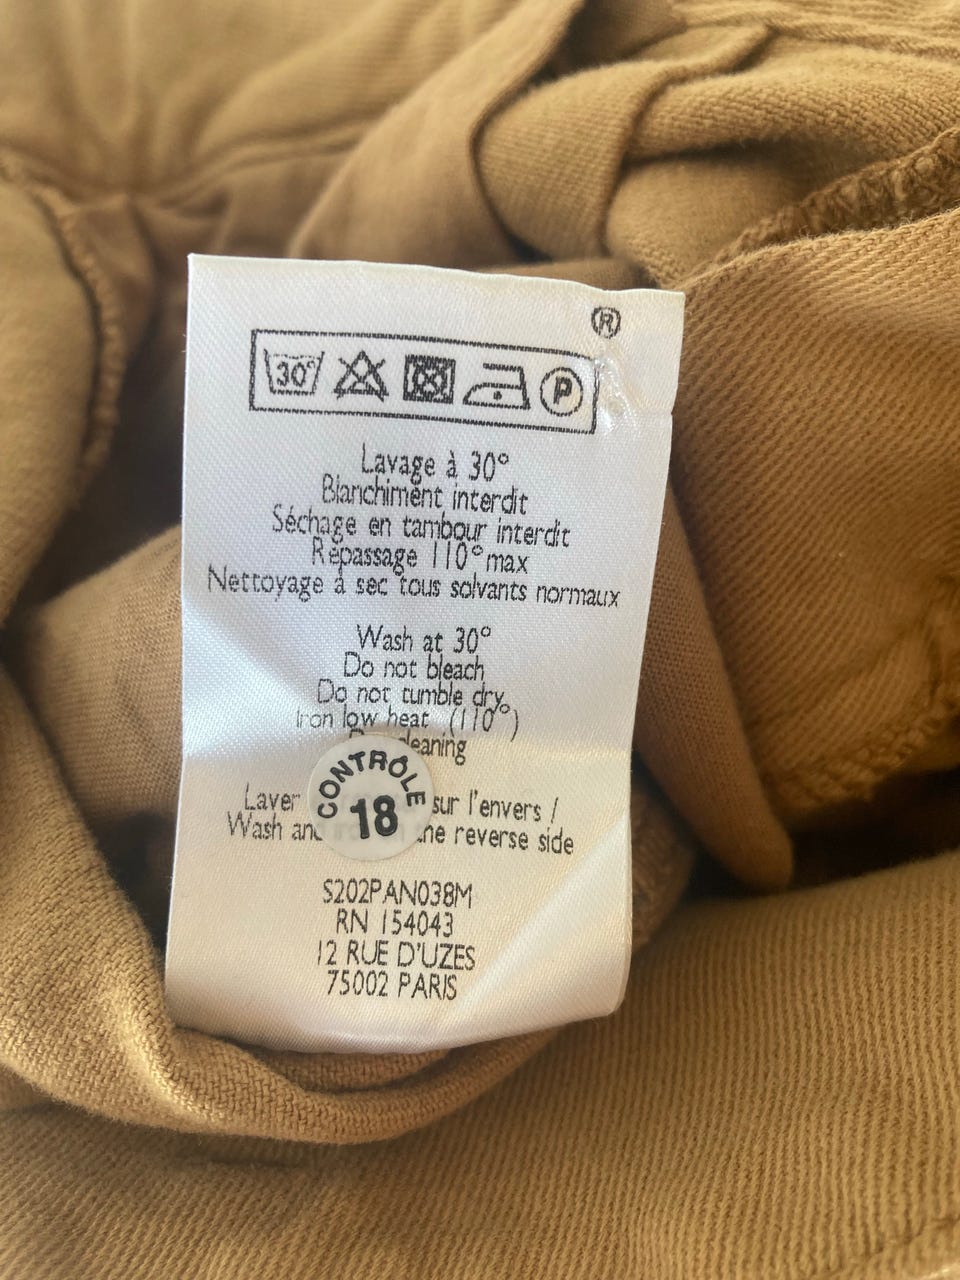 ®
30° P
Lavage à 30°
Blanchiment interdit
Séchage en tambour interdit
Repassage 110° max
Nettoyage à sec tous solvants normaux
Wash at 30°
Do not bleach
Do not tumble dry
Iron low heat (110°)
CONTRÔLE
18
Laver sur l'envers /
Wash and the reverse side
S202PAN038M
RN 154043
12 RUE D'UZES
75002 PARIS